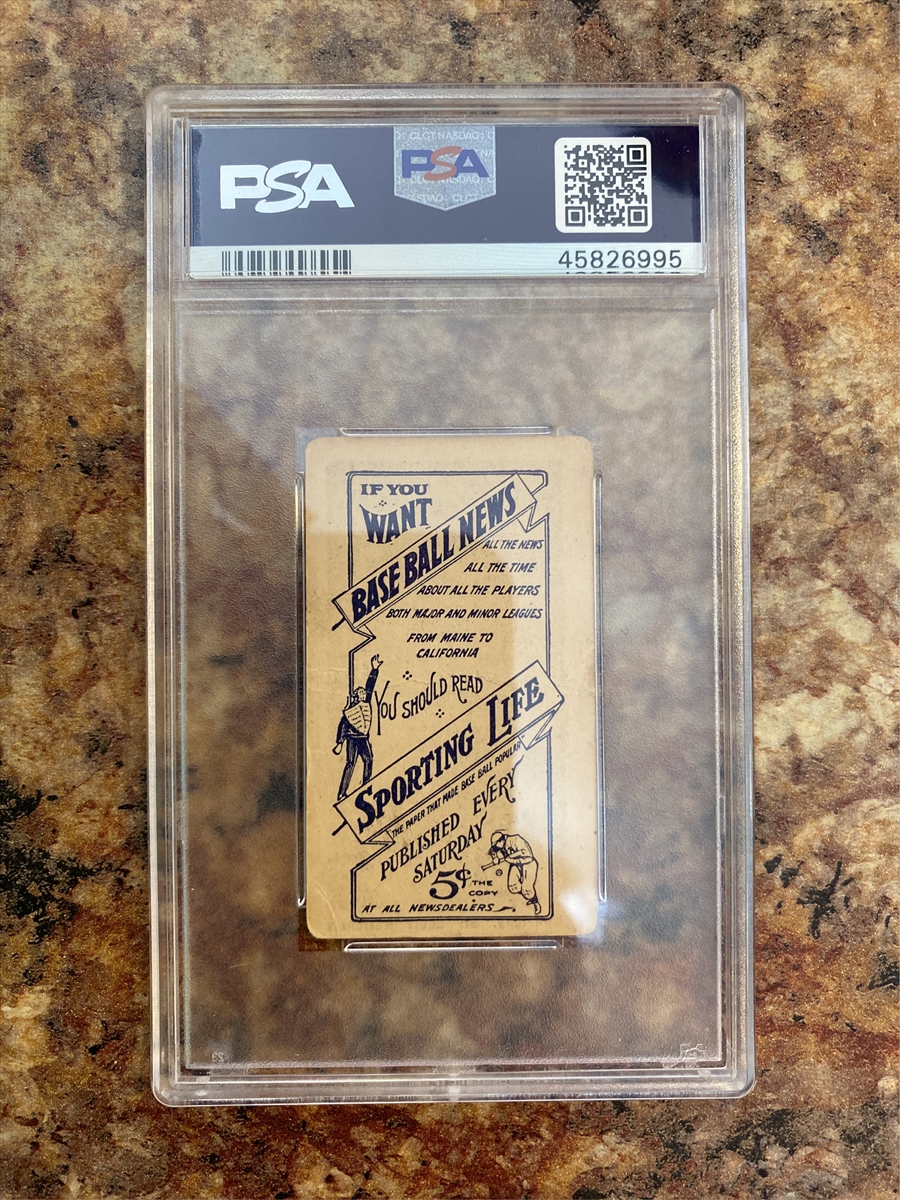 PSA
CLCT NASDAQ
PSA
45826995
IF YOU
WANT
BASE BALL NEWS
ALL THE NEWS
ALL THE TIME
ABOUT ALL THE PLAYERS
BOTH MAJOR AND MINOR LEAGUES
FROM MAINE TO
CALIFORNIA
YOU SHOULD READ
SPORTING LIFE
THE PAPER THAT MADE BASE BALL POPULAR
PUBLISHED EVERY
SATURDAY
5¢ THE
COPY
AT ALL NEWSDEALERS